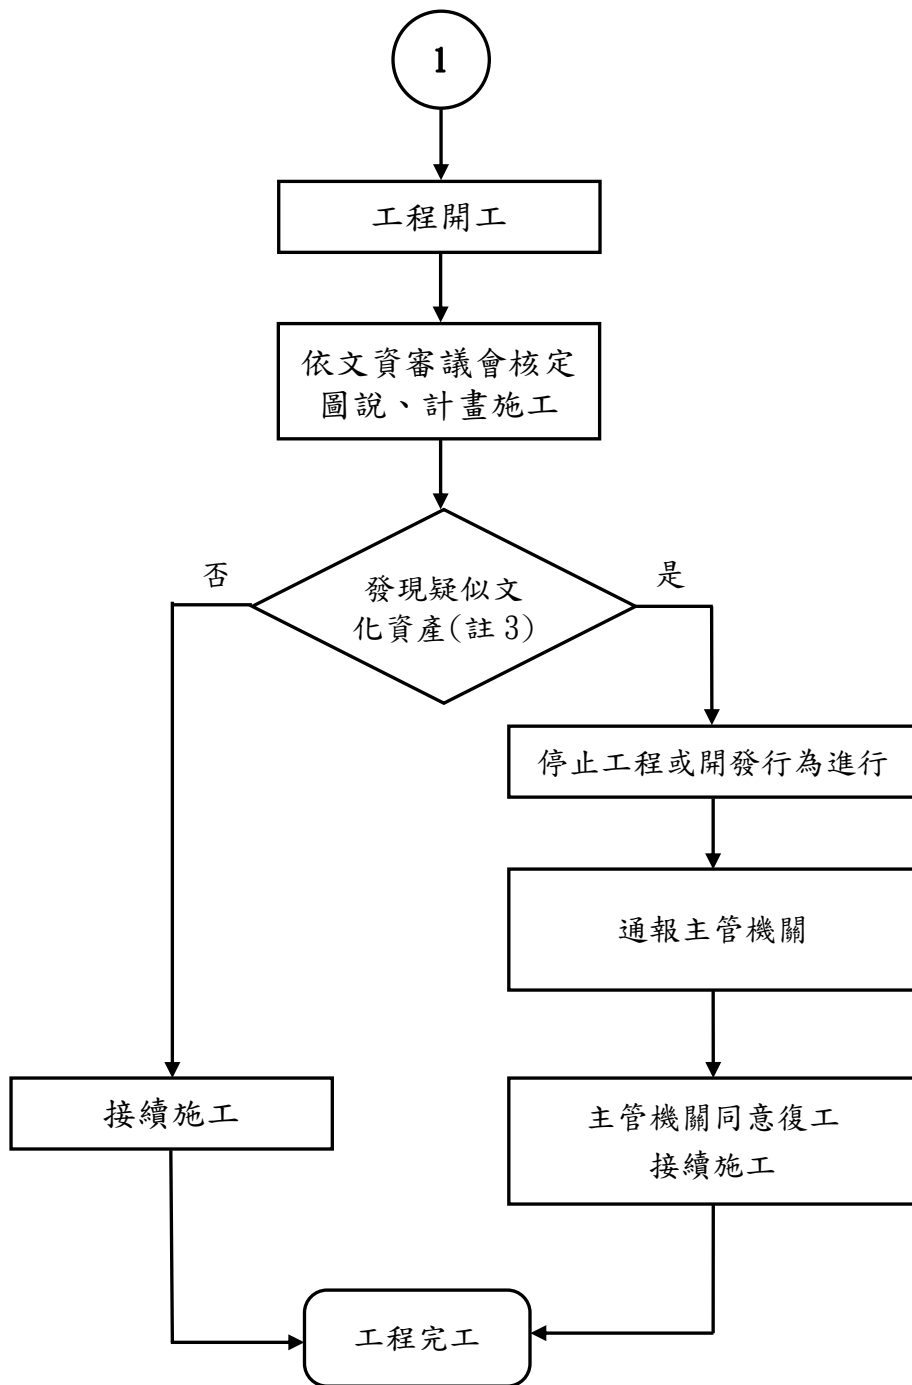 1
工程開工
依文資審議會核定
圖說、計畫施工
發現疑似文
化資產(註 3)
否
是
停止工程或開發行為進行
通報主管機關
接續施工
主管機關同意復工
接續施工
工程完工